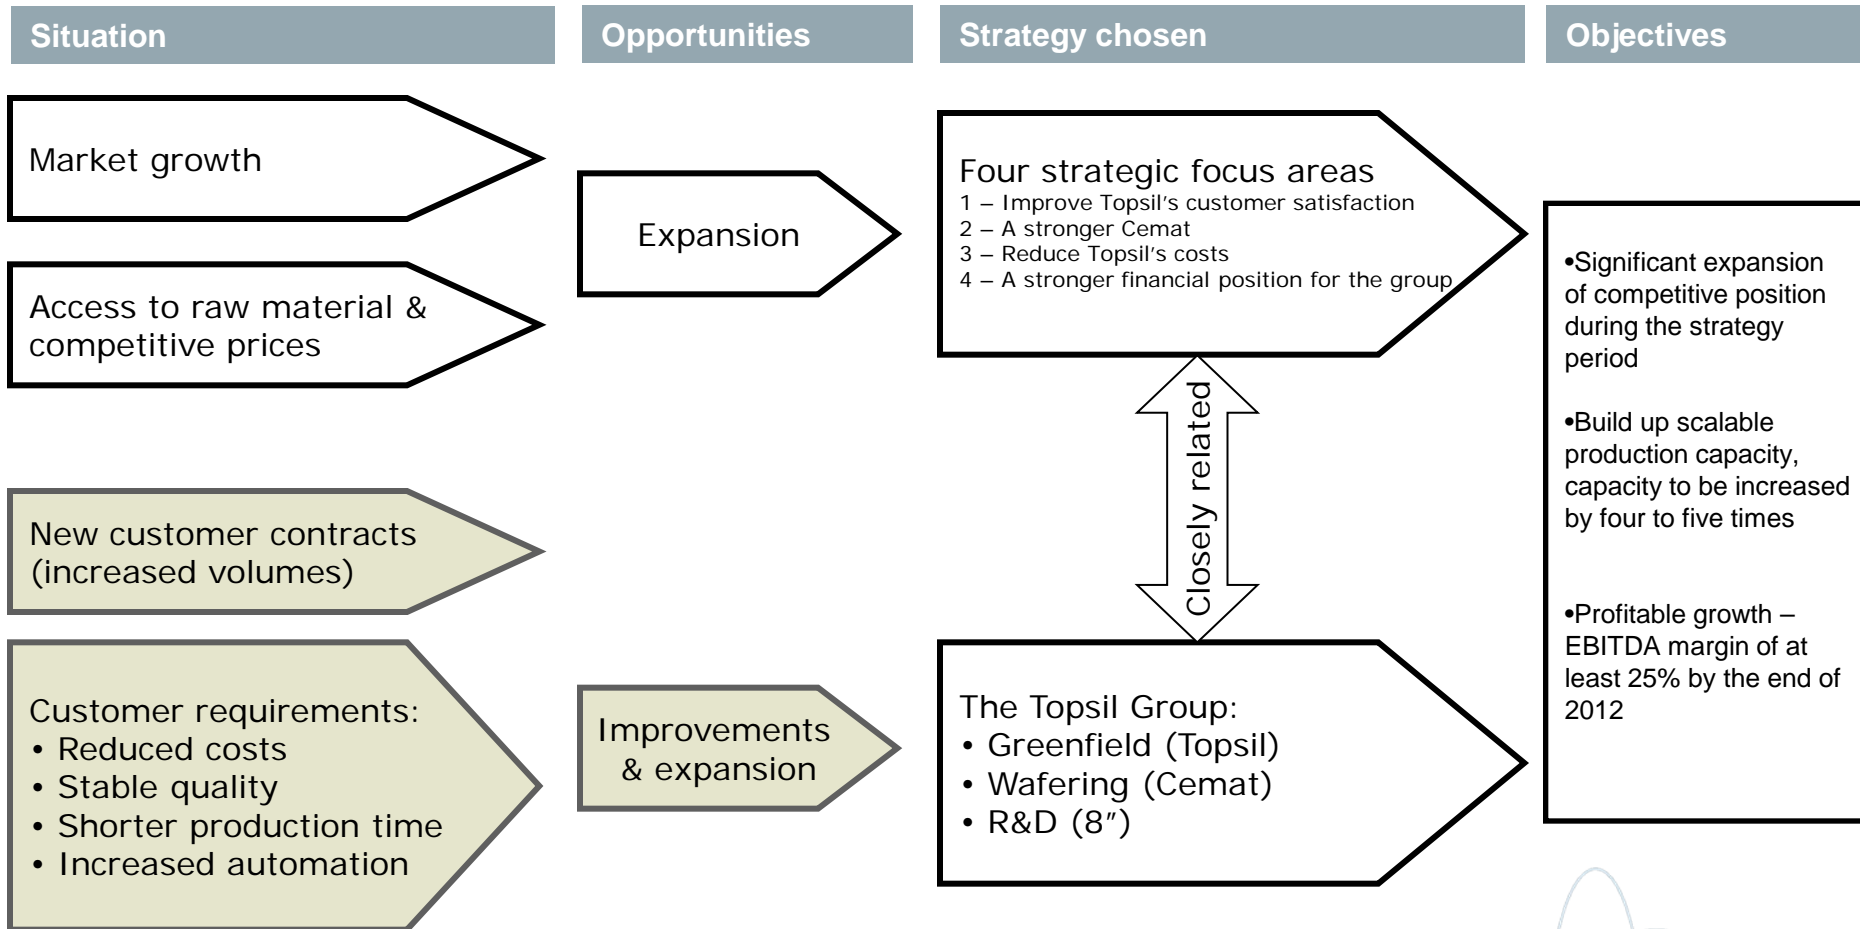 Situation
Opportunities
Strategy chosen
Objectives
Market growth
Access to raw material &
competitive prices
New customer contracts
(increased volumes)
Customer requirements:
• Reduced costs
• Stable quality
• Shorter production time
• Increased automation
Expansion
Improvements
& expansion
Four strategic focus areas
1 – Improve Topsil's customer satisfaction
2 – A stronger Cemat
3 – Reduce Topsil's costs
4 – A stronger financial position for the group
Closely related
The Topsil Group:
• Greenfield (Topsil)
• Wafering (Cemat)
• R&D (8″)
•Significant expansion
of competitive position
during the strategy
period
•Build up scalable
production capacity,
capacity to be increased
by four to five times
•Profitable growth –
EBITDA margin of at
least 25% by the end of
2012